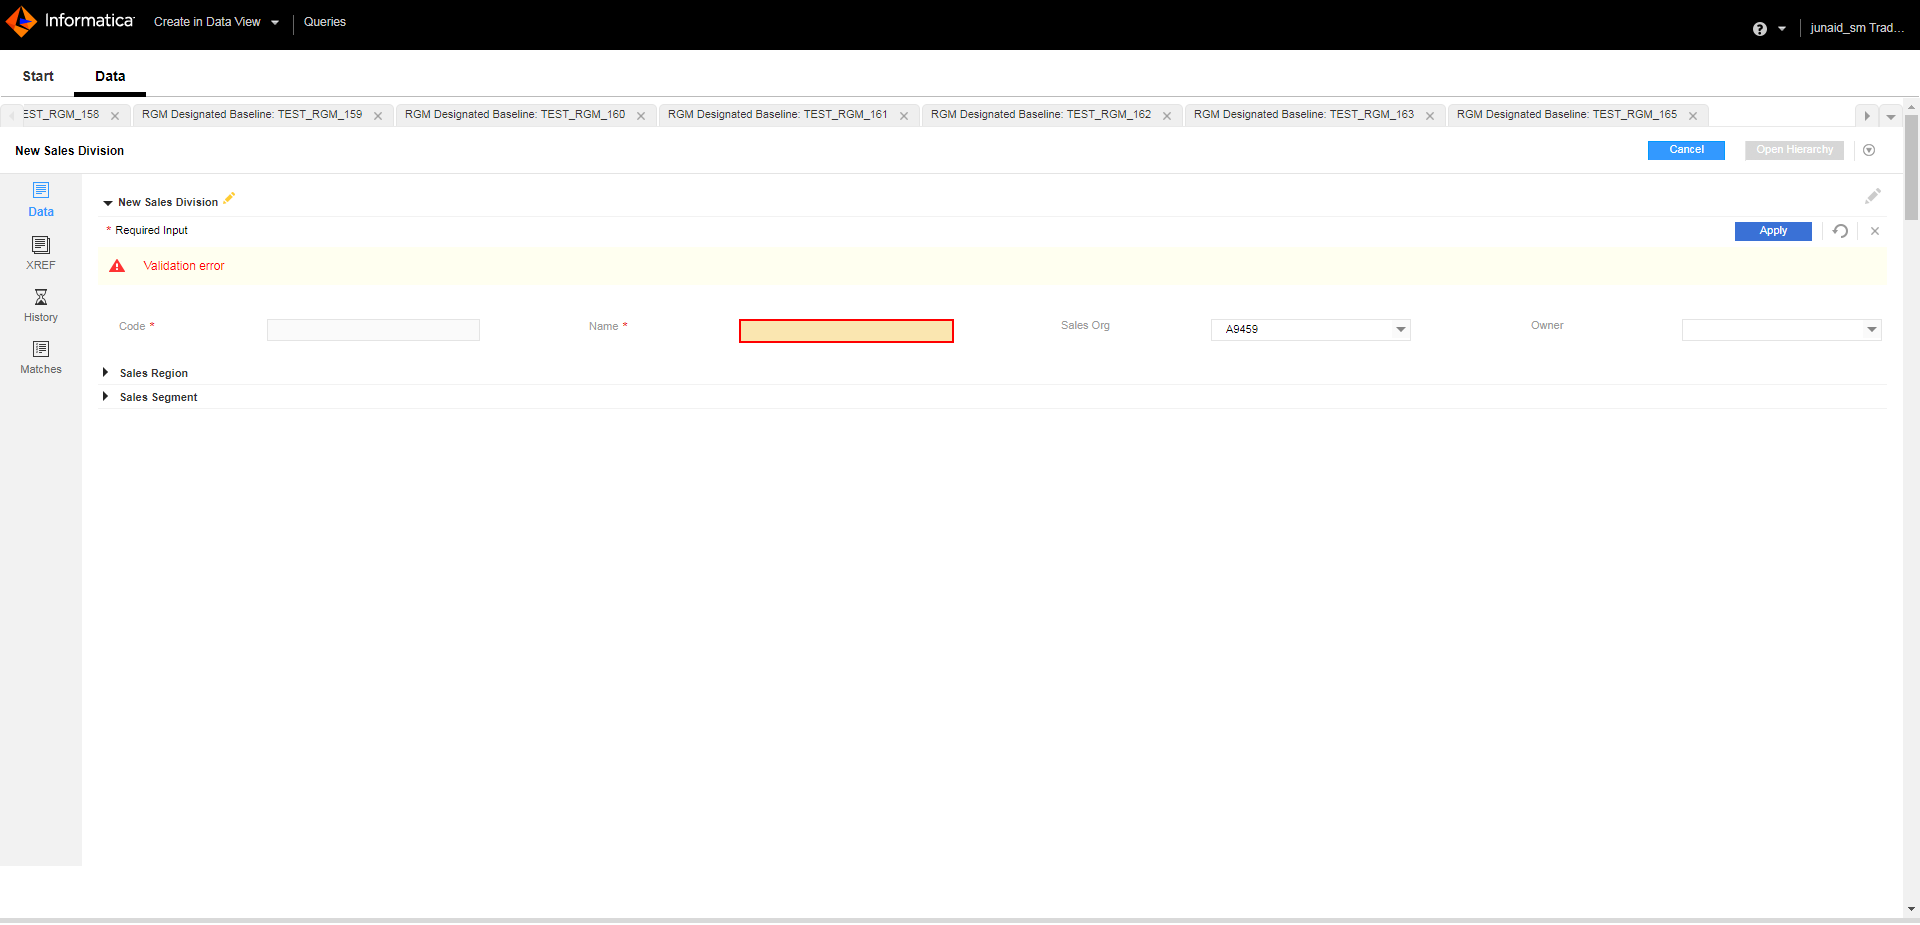 Informatica Create in Data View Queries junaid_sm Trad...
Start Data
EST_RGM_158 RGM Designated Baseline: TEST_RGM_159 RGM Designated Baseline: TEST_RGM_160 RGM Designated Baseline: TEST_RGM_161 RGM Designated Baseline: TEST_RGM_162 RGM Designated Baseline: TEST_RGM_163 RGM Designated Baseline: TEST_RGM_165
New Sales Division Cancel Open Hierarchy
Data
XREF
History
Matches
New Sales Division
* Required Input Apply
Validation error
Code * Name * Sales Org A9459 Owner
Sales Region
Sales Segment